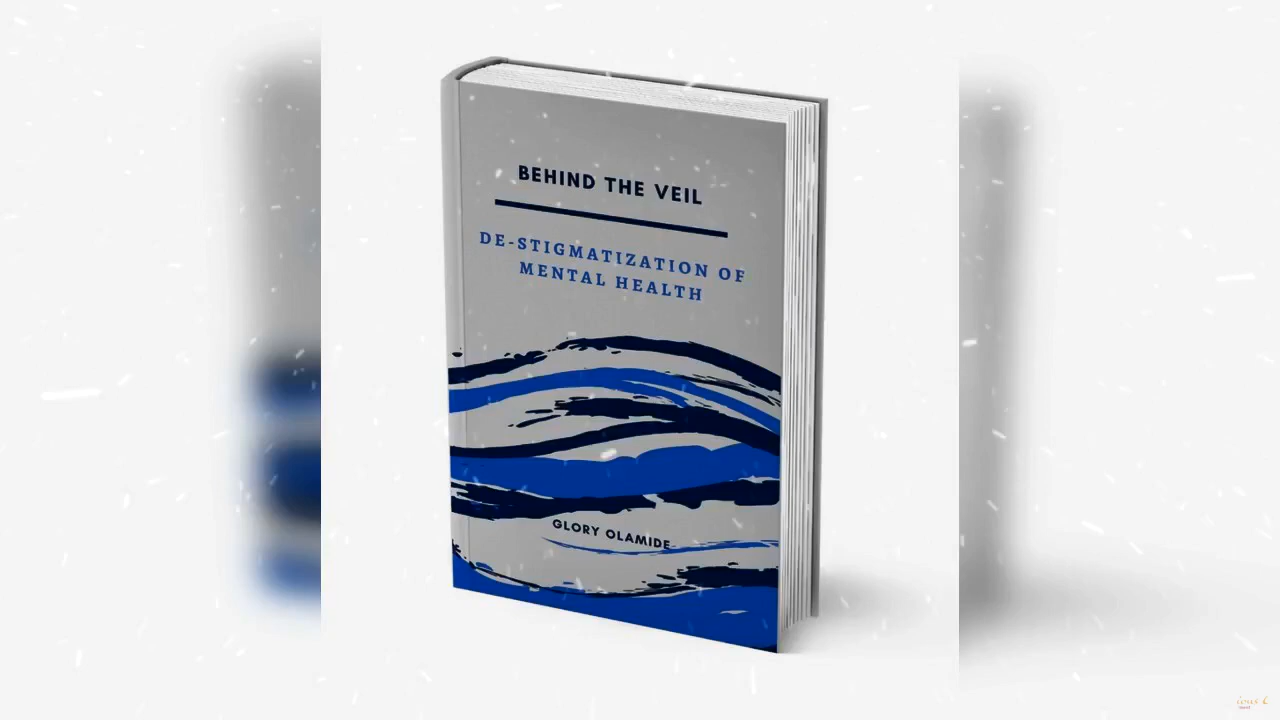 BEHIND THE VEIL
DE-STIGMATIZATION OF
MENTAL HEALTH
GLORY OLAMIDE